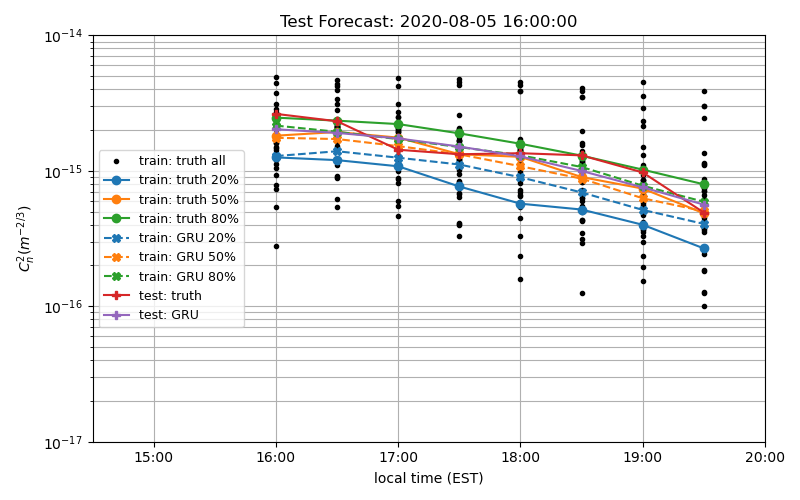 Test Forecast: 2020-08-05 16:00:00
10⁻¹⁴
10⁻¹⁵
10⁻¹⁶
10⁻¹⁷
C_n^2(m^{-2/3})
train: truth all
train: truth 20%
train: truth 50%
train: truth 80%
train: GRU 20%
train: GRU 50%
train: GRU 80%
test: truth
test: GRU
15:00 16:00 17:00 18:00 19:00 20:00
local time (EST)